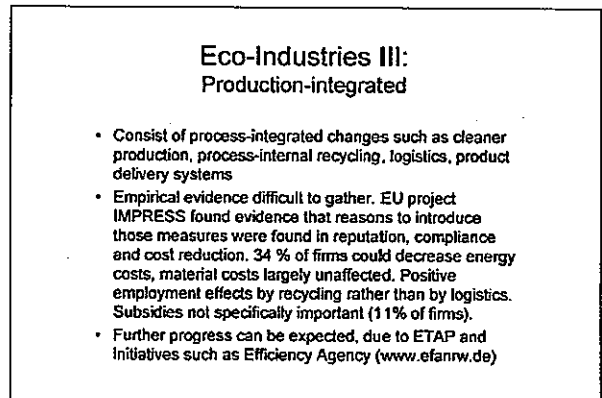 Eco-Industries III:
Production-integrated
• Consist of process-integrated changes such as cleaner
production, process-internal recycling, logistics, product
delivery systems
• Empirical evidence difficult to gather. EU project
IMPRESS found evidence that reasons to introduce
those measures were found in reputation, compliance
and cost reduction. 34 % of firms could decrease energy
costs, material costs largely unaffected. Positive
employment effects by recycling rather than by logistics.
Subsidies not specifically important (11% of firms).
• Further progress can be expected, due to ETAP and
Initiatives such as Efficiency Agency (www.efanrw.de)